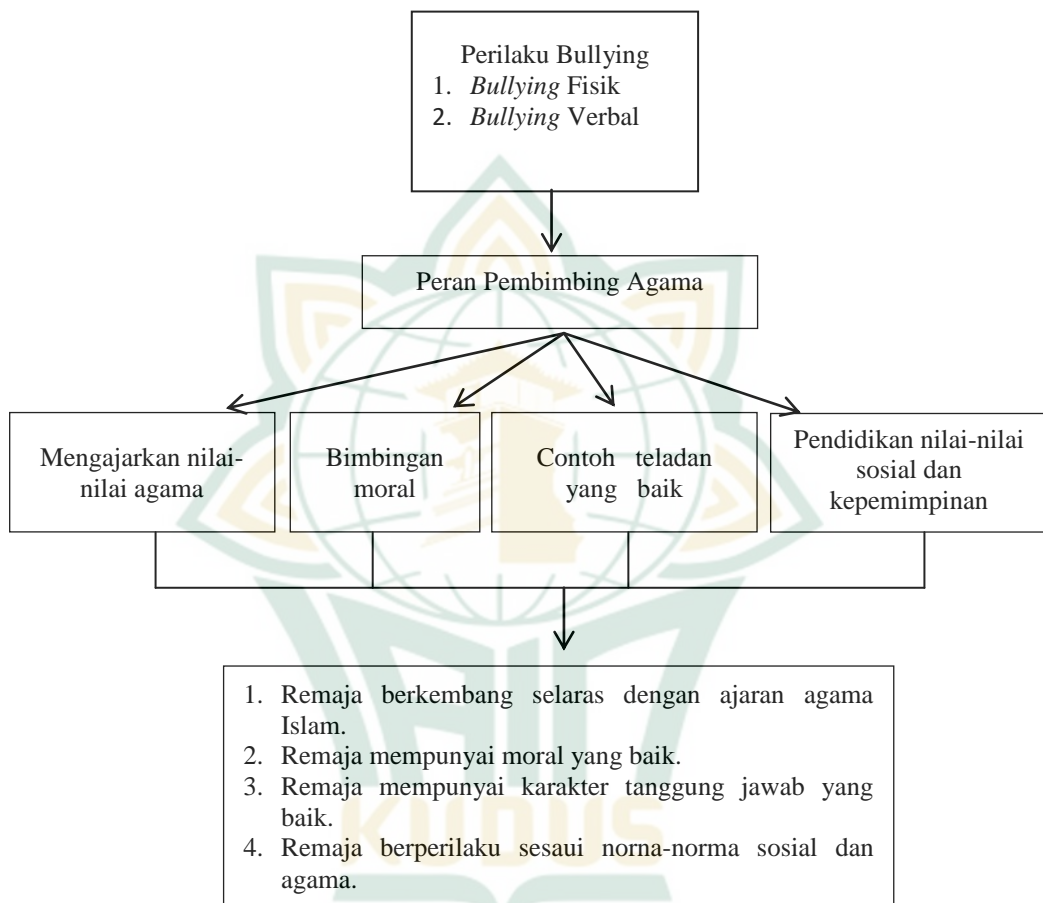 Perilaku Bullying
1. Bullying Fisik
2. Bullying Verbal
Peran Pembimbing Agama
Mengajarkan nilai-
nilai agama
Bimbingan
moral
Contoh teladan
yang baik
Pendidikan nilai-nilai
sosial dan
kepemimpinan
1. Remaja berkembang selaras dengan ajaran agama
Islam.
2. Remaja mempunyai moral yang baik.
3. Remaja mempunyai karakter tanggung jawab yang
baik.
4. Remaja berperilaku sesaui norna-norma sosial dan
agama.
IAIN
KUDUS